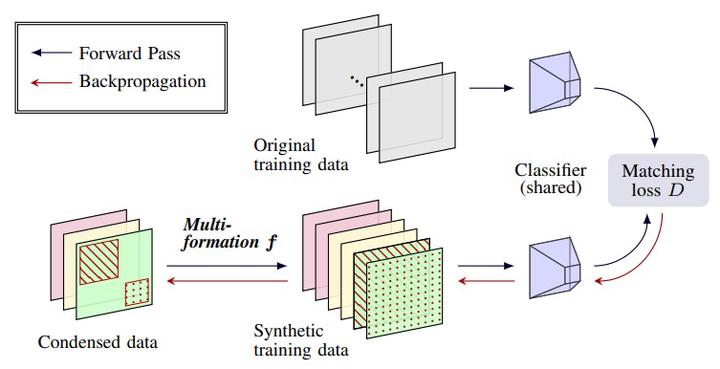 Forward Pass
Backpropagation
Original
training data
Classifier
(shared)
Matching
loss D
Multi-
formation f
Condensed data
Synthetic
training data